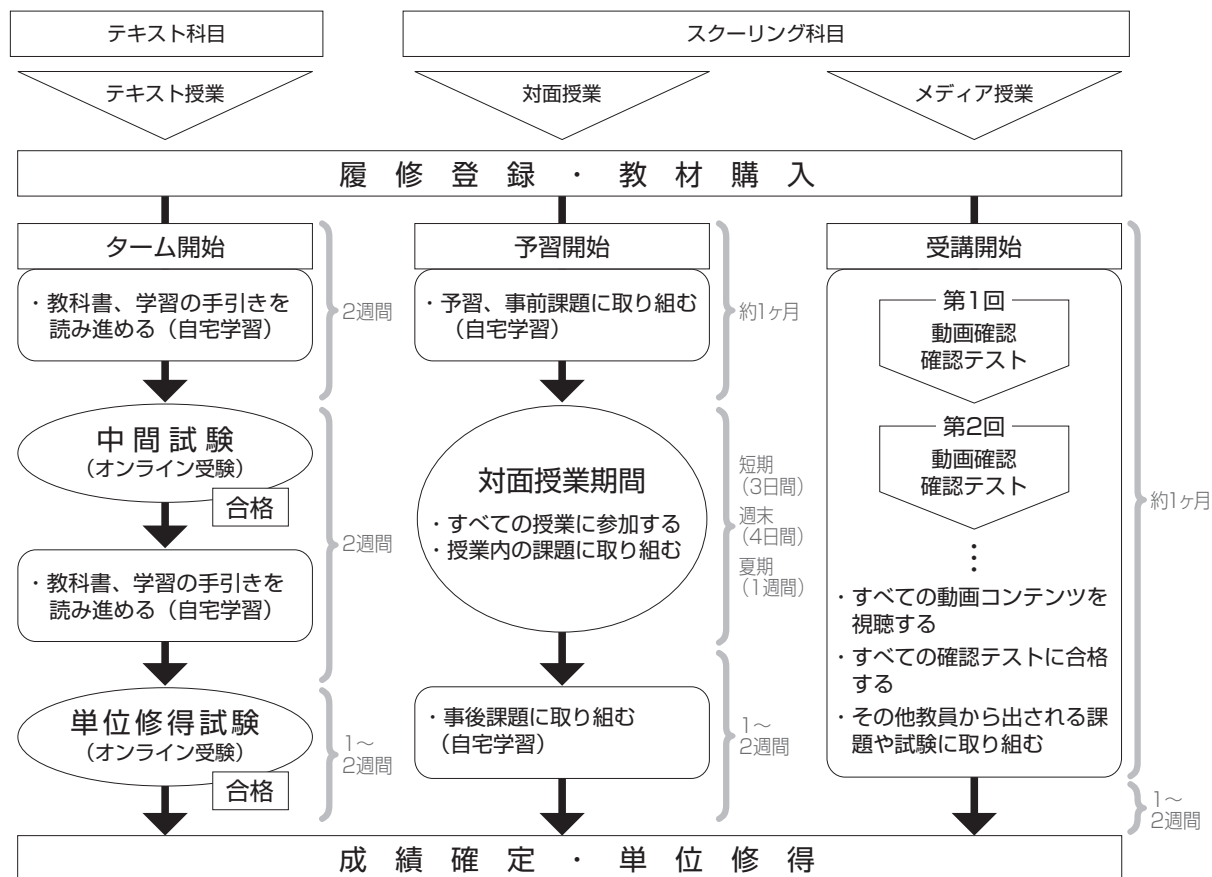 テキスト科目
スクーリング科目
テキスト授業
対面授業
メディア授業
履修登録・教材購入
ターム開始
・教科書、学習の手引きを
読み進める（自宅学習）
2週間
中間試験
（オンライン受験）
合格
・教科書、学習の手引きを
読み進める（自宅学習）
2週間
単位修得試験
（オンライン受験）
合格
1～
2週間
予習開始
・予習、事前課題に取り組む
（自宅学習）
約1ヶ月
対面授業期間
・すべての授業に参加する
・授業内の課題に取り組む
短期
（3日間）
週末
（4日間）
夏期
（1週間）
・事後課題に取り組む
（自宅学習）
1～
2週間
受講開始
第1回
動画確認
確認テスト
第2回
動画確認
確認テスト
⋮
・すべての動画コンテンツを
視聴する
・すべての確認テストに合格
する
・その他教員から出される課
題や試験に取り組む
約1ヶ月
1～
2週間
成績確定・単位修得